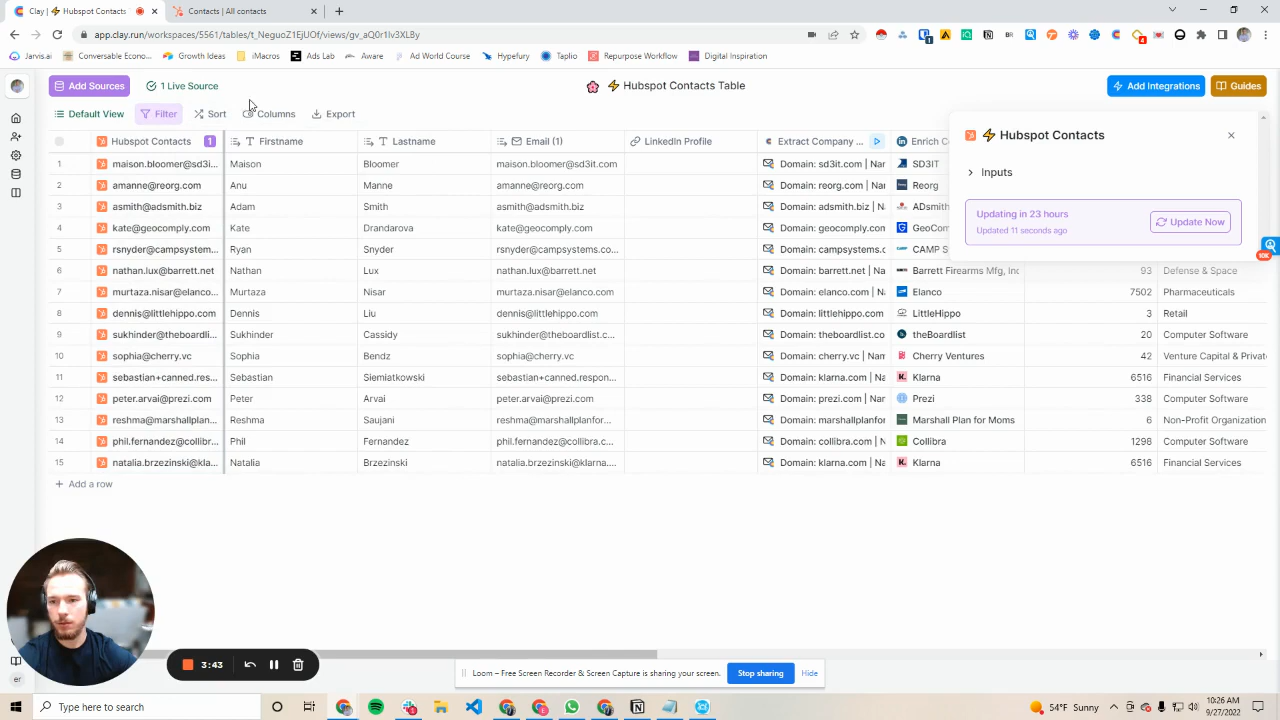 Clay | ⚡ Hubspot Contacts
Contacts | All contacts
app.clay.run/workspaces/5561/tables/t_NeguoZ1EjUOf/views/gv_aQ0r1Iv3XLBy
Jarvis.ai
Growth Ideas
iMacros
Ads Lab
Aware
Ad World Course
Hypefury
Taplio
Repurpose Workflow
Digital Inspiration
Add Sources
1 Live Source
⚡ Hubspot Contacts Table
Add Integrations
Guides
Default View
Filter
Sort
Columns
Export
Hubspot Contacts 1 Firstname Lastname Email (1) LinkedIn Profile Extract Company ... Enrich C
1 maison.bloomer@sd3i... Maison Bloomer maison.bloomer@sd3it.com Domain: sd3it.com | Nan SD3IT
2 amanne@reorg.com Anu Manne amanne@reorg.com Domain: reorg.com | Nar Reorg
3 asmith@adsmith.biz Adam Smith asmith@adsmith.biz Domain: adsmith.biz | Na ADsmith
4 kate@geocomply.com Kate Drandarova kate@geocomply.com Domain: geocomply.com GeoCom
5 rsnyder@campsystem... Ryan Snyder rsnyder@campsystems.co... Domain: campsystems.c CAMP S
6 nathan.lux@barrett.net Nathan Lux nathan.lux@barrett.net Domain: barrett.net | Nar Barrett Firearms Mfg, Inc 93 Defense & Space
7 murtaza.nisar@elanco... Murtaza Nisar murtaza.nisar@elanco.com Domain: elanco.com | Na Elanco 7502 Pharmaceuticals
8 dennis@littlehippo.com Dennis Liu dennis@littlehippo.com Domain: littlehippo.com LittleHippo 3 Retail
9 sukhinder@theboardli... Sukhinder Cassidy sukhinder@theboardlist.c... Domain: theboardlist.co theBoardlist 20 Computer Software
10 sophia@cherry.vc Sophia Bendz sophia@cherry.vc Domain: cherry.vc | Nam Cherry Ventures 42 Venture Capital & Private
11 sebastian+canned.res... Sebastian Siemiatkowski sebastian+canned.respon... Domain: klarna.com | Na Klarna 6516 Financial Services
12 peter.arvai@prezi.com Peter Arvai peter.arvai@prezi.com Domain: prezi.com | Nan Prezi 338 Computer Software
13 reshma@marshallplan... Reshma Saujani reshma@marshallplanfor... Domain: marshallplanfor Marshall Plan for Moms 6 Non-Profit Organization
14 phil.fernandez@collibr... Phil Fernandez phil.fernandez@collibra.c... Domain: collibra.com | N Collibra 1298 Computer Software
15 natalia.brzezinski@kla... Natalia Brzezinski natalia.brzezinski@klarna.... Domain: klarna.com | Na Klarna 6516 Financial Services
Add a row
⚡ Hubspot Contacts
Inputs
Updating in 23 hours
Updated 11 seconds ago
Update Now
10K
3:43
Loom – Free Screen Recorder & Screen Capture is sharing your screen.
Stop sharing
Hide
Type here to search
54°F Sunny
10:26 AM
9/27/2022